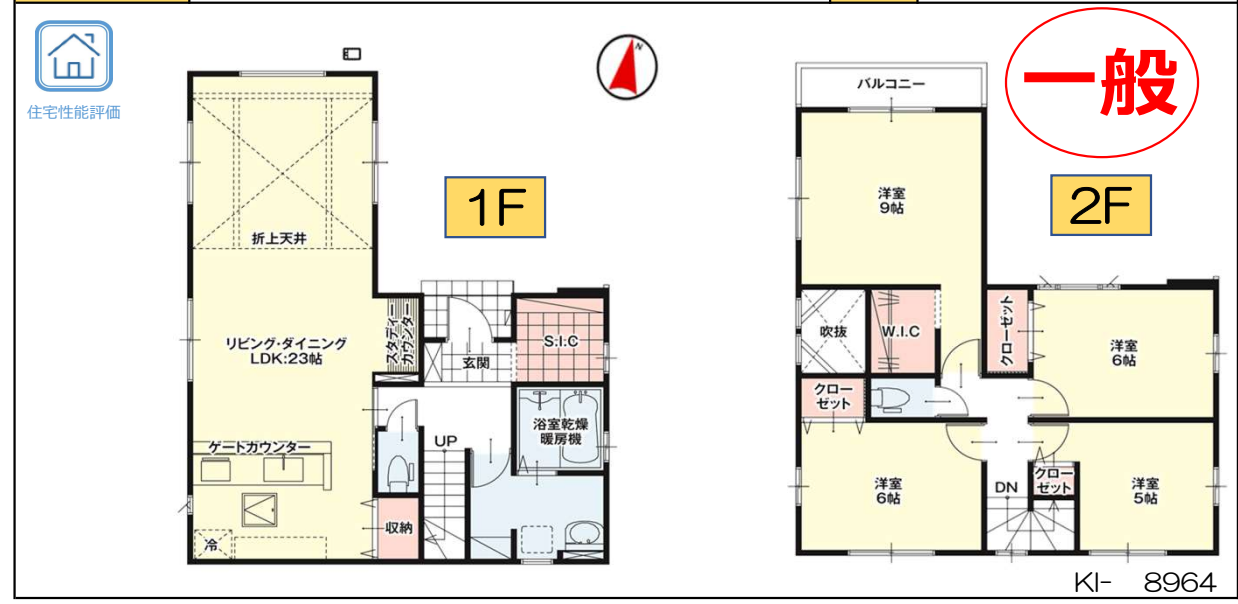 住宅性能評価
N
一般
1F
折上天井
リビング・ダイニング
LDK:23帖
スタディー
カウンター
玄関
S.I.C
浴室乾燥
暖房機
UP
ゲートカウンター
収納
冷
2F
バルコニー
洋室
9帖
吹抜
W.I.C
クローゼット
洋室
6帖
クロー
ゼット
洋室
6帖
DN
クロー
ゼット
洋室
5帖
KI- 8964